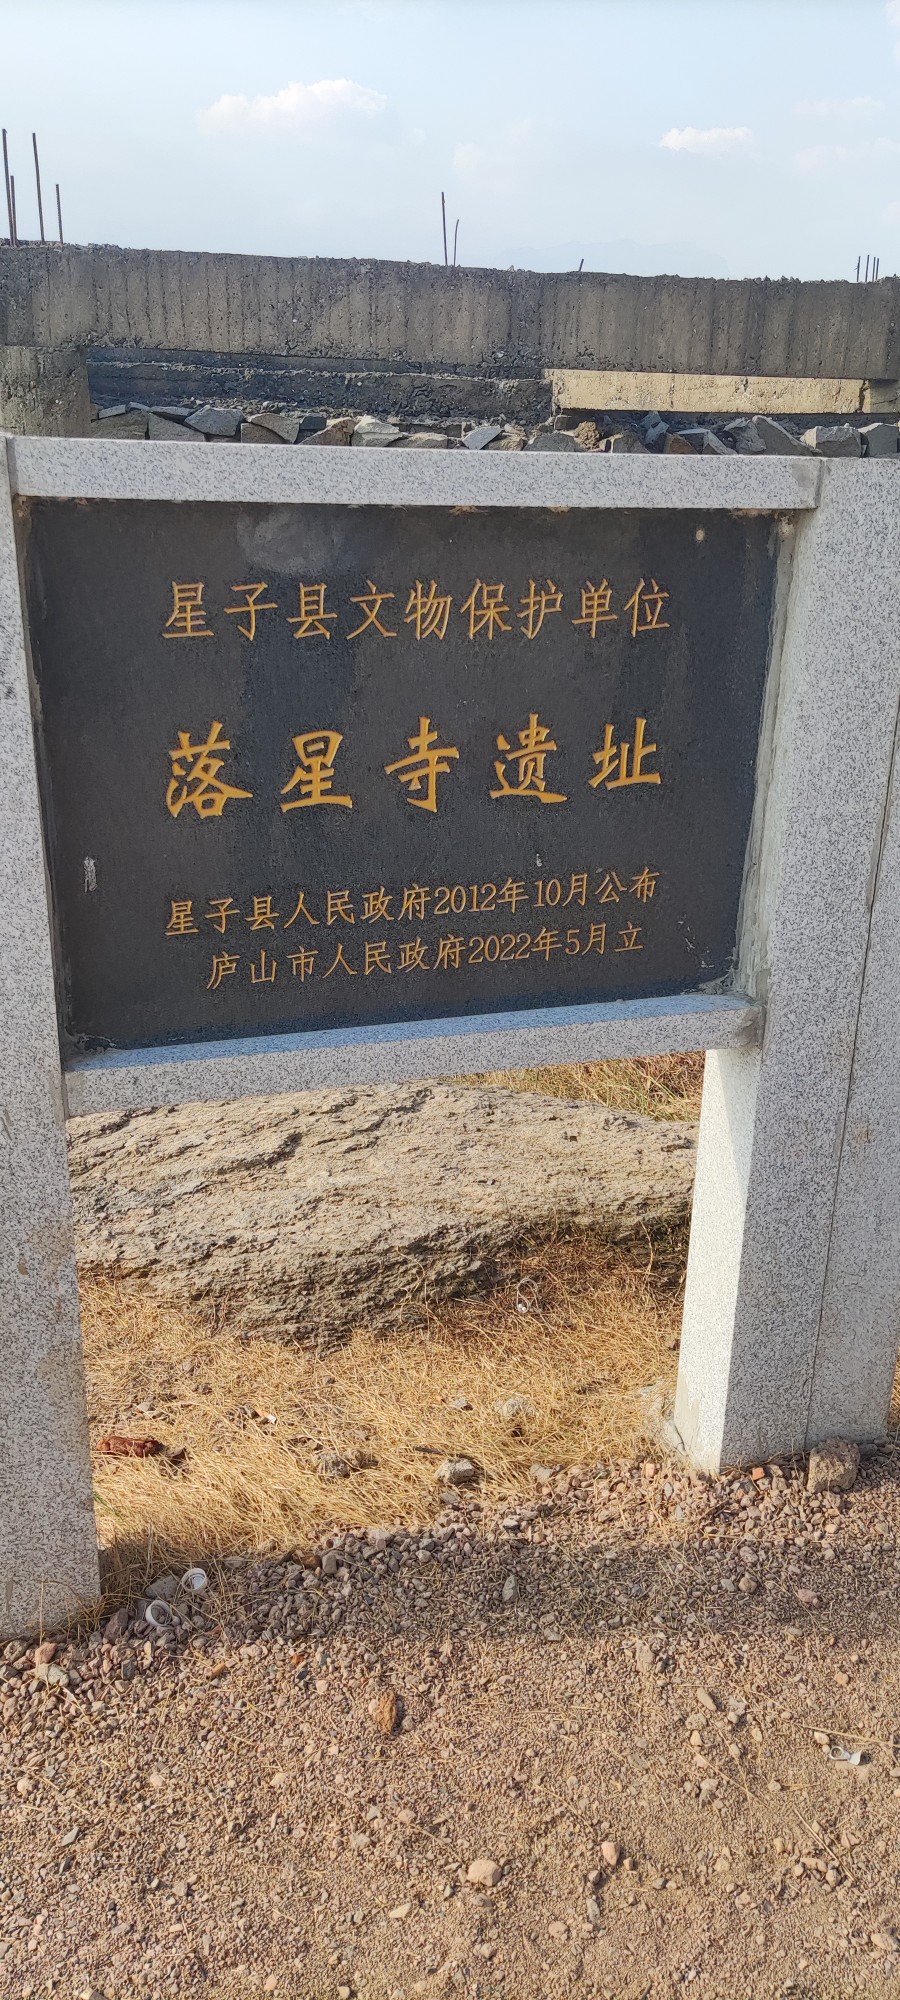 星子县文物保护单位
落星寺遗址
星子县人民政府2012年10月公布
庐山市人民政府2022年5月立